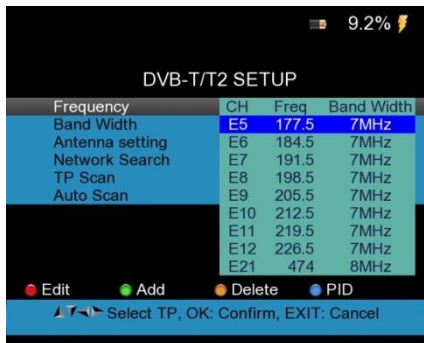 9.2%
DVB-T/T2 SETUP
Frequency CH Freq Band Width
Band Width E5 177.5 7MHz
Antenna setting E6 184.5 7MHz
Network Search E7 191.5 7MHz
TP Scan E8 198.5 7MHz
Auto Scan E9 205.5 7MHz
E10 212.5 7MHz
E11 219.5 7MHz
E12 226.5 7MHz
E21 474 8MHz
Edit Add Delete PID
Select TP, OK: Confirm, EXIT: Cancel